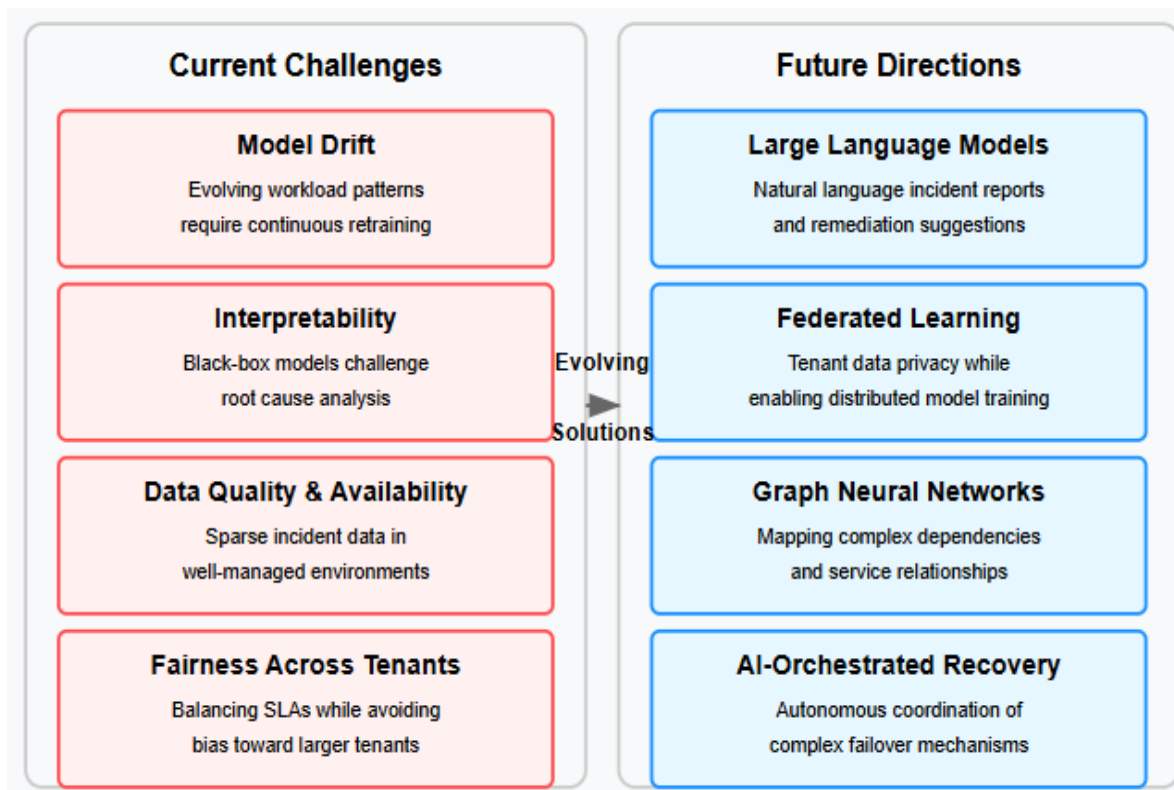 Current Challenges
Model Drift
Evolving workload patterns
require continuous retraining
Interpretability
Black-box models challenge
root cause analysis
Data Quality & Availability
Sparse incident data in
well-managed environments
Fairness Across Tenants
Balancing SLAs while avoiding
bias toward larger tenants
Evolving
Solutions
Future Directions
Large Language Models
Natural language incident reports
and remediation suggestions
Federated Learning
Tenant data privacy while
enabling distributed model training
Graph Neural Networks
Mapping complex dependencies
and service relationships
AI-Orchestrated Recovery
Autonomous coordination of
complex failover mechanisms